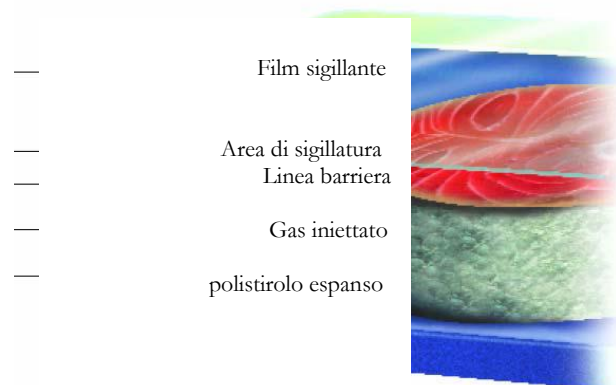 Film sigillante
Area di sigillatura
Linea barriera
Gas iniettato
polistirolo espanso